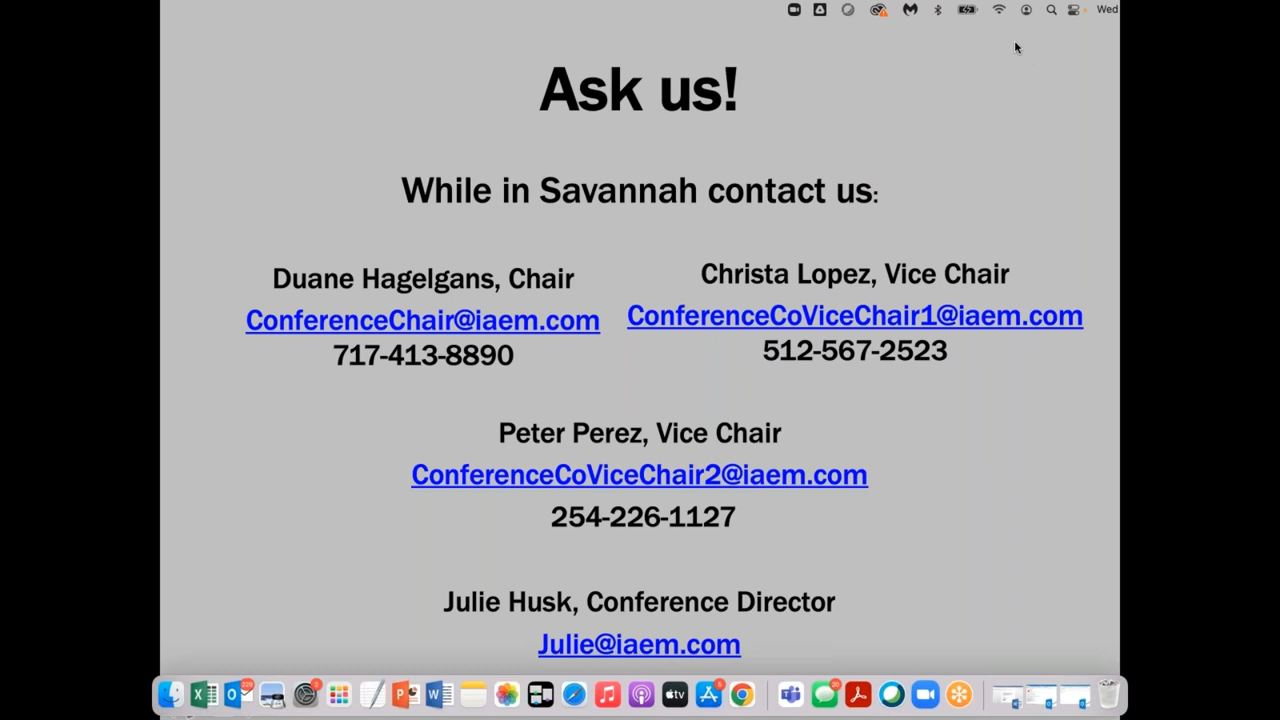 Wed
Ask us!
While in Savannah contact us:
Duane Hagelgans, Chair
ConferenceChair@iaem.com
717-413-8890
Christa Lopez, Vice Chair
ConferenceCoViceChair1@iaem.com
512-567-2523
Peter Perez, Vice Chair
ConferenceCoViceChair2@iaem.com
254-226-1127
Julie Husk, Conference Director
Julie@iaem.com
tv